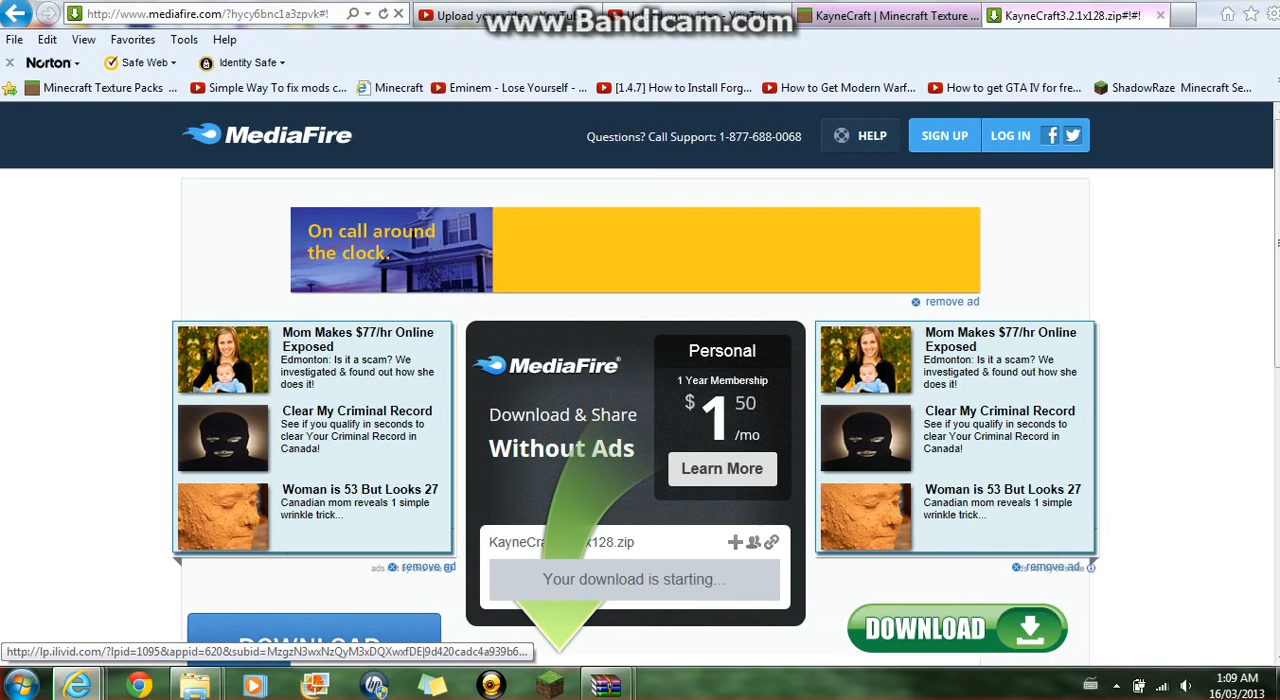 http://www.mediafire.com/?hycy6bnc1a3zpvk#!
KayneCraft | Minecraft Texture ...
KayneCraft3.2.1x128.zip#!#!
www.Bandicam.com
File Edit View Favorites Tools Help
Norton Safe Web Identity Safe
Minecraft Texture Packs ... Simple Way To fix mods c... Minecraft Eminem - Lose Yourself - ... [1.4.7] How to Install Forg... How to Get Modern Warf... How to get GTA IV for fre... ShadowRaze Minecraft Se...
MediaFire
Questions? Call Support: 1-877-688-0068
HELP
SIGN UP
LOG IN
On call around
the clock.
remove ad
Mom Makes $77/hr Online
Exposed
Edmonton: Is it a scam? We
investigated & found out how she
does it!
Clear My Criminal Record
See if you qualify in seconds to
clear Your Criminal Record in
Canada!
Woman is 53 But Looks 27
Canadian mom reveals 1 simple
wrinkle trick...
remove ad
MediaFire
Download & Share
Without Ads
Personal
1 Year Membership
$1 50
/mo
Learn More
Your download is starting...
Mom Makes $77/hr Online
Exposed
Edmonton: Is it a scam? We
investigated & found out how she
does it!
Clear My Criminal Record
See if you qualify in seconds to
clear Your Criminal Record in
Canada!
Woman is 53 But Looks 27
Canadian mom reveals 1 simple
wrinkle trick...
remove ad
DOWNLOAD
DOWNLOAD
1:09 AM
16/03/2013